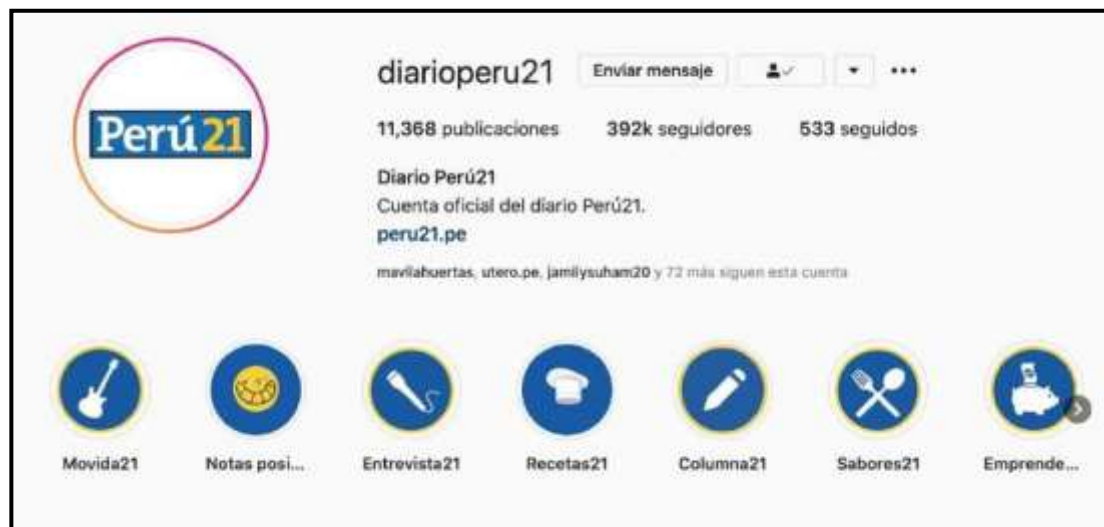 Perú21
diarioperu21 Enviar mensaje
11,368 publicaciones 392k seguidores 533 seguidos
Diario Perú21
Cuenta oficial del diario Perú21.
peru21.pe
mavilahuertas, utero.pe, jamilysuham20 y 72 más siguen esta cuenta
Movida21 Notas posi... Entrevista21 Recetas21 Columna21 Sabores21 Emprende...